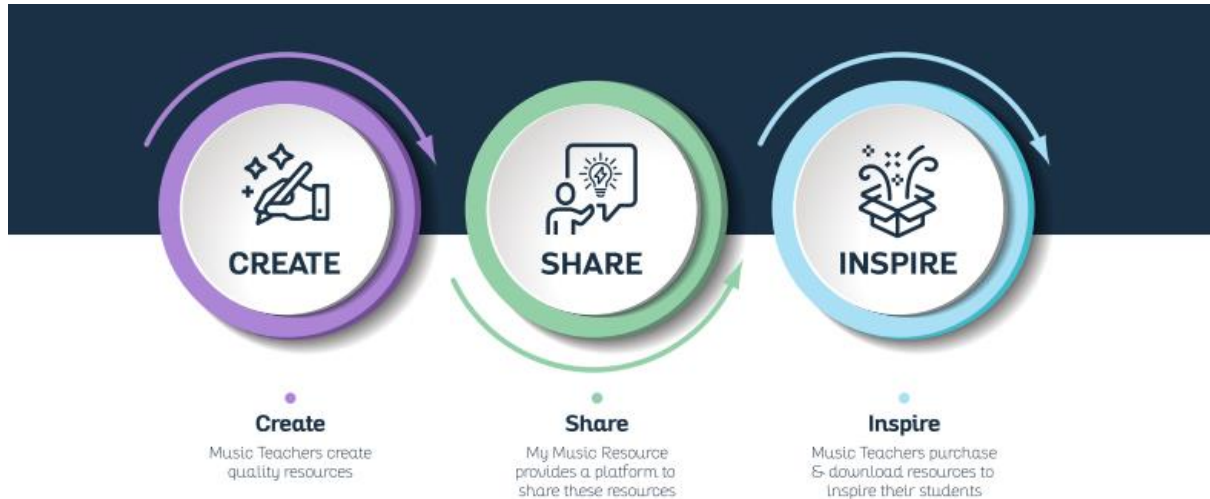 CREATE
SHARE
INSPIRE
Create
Music Teachers create
quality resources
Share
My Music Resource
provides a platform to
share these resources
Inspire
Music Teachers purchase
& download resources to
inspire their students